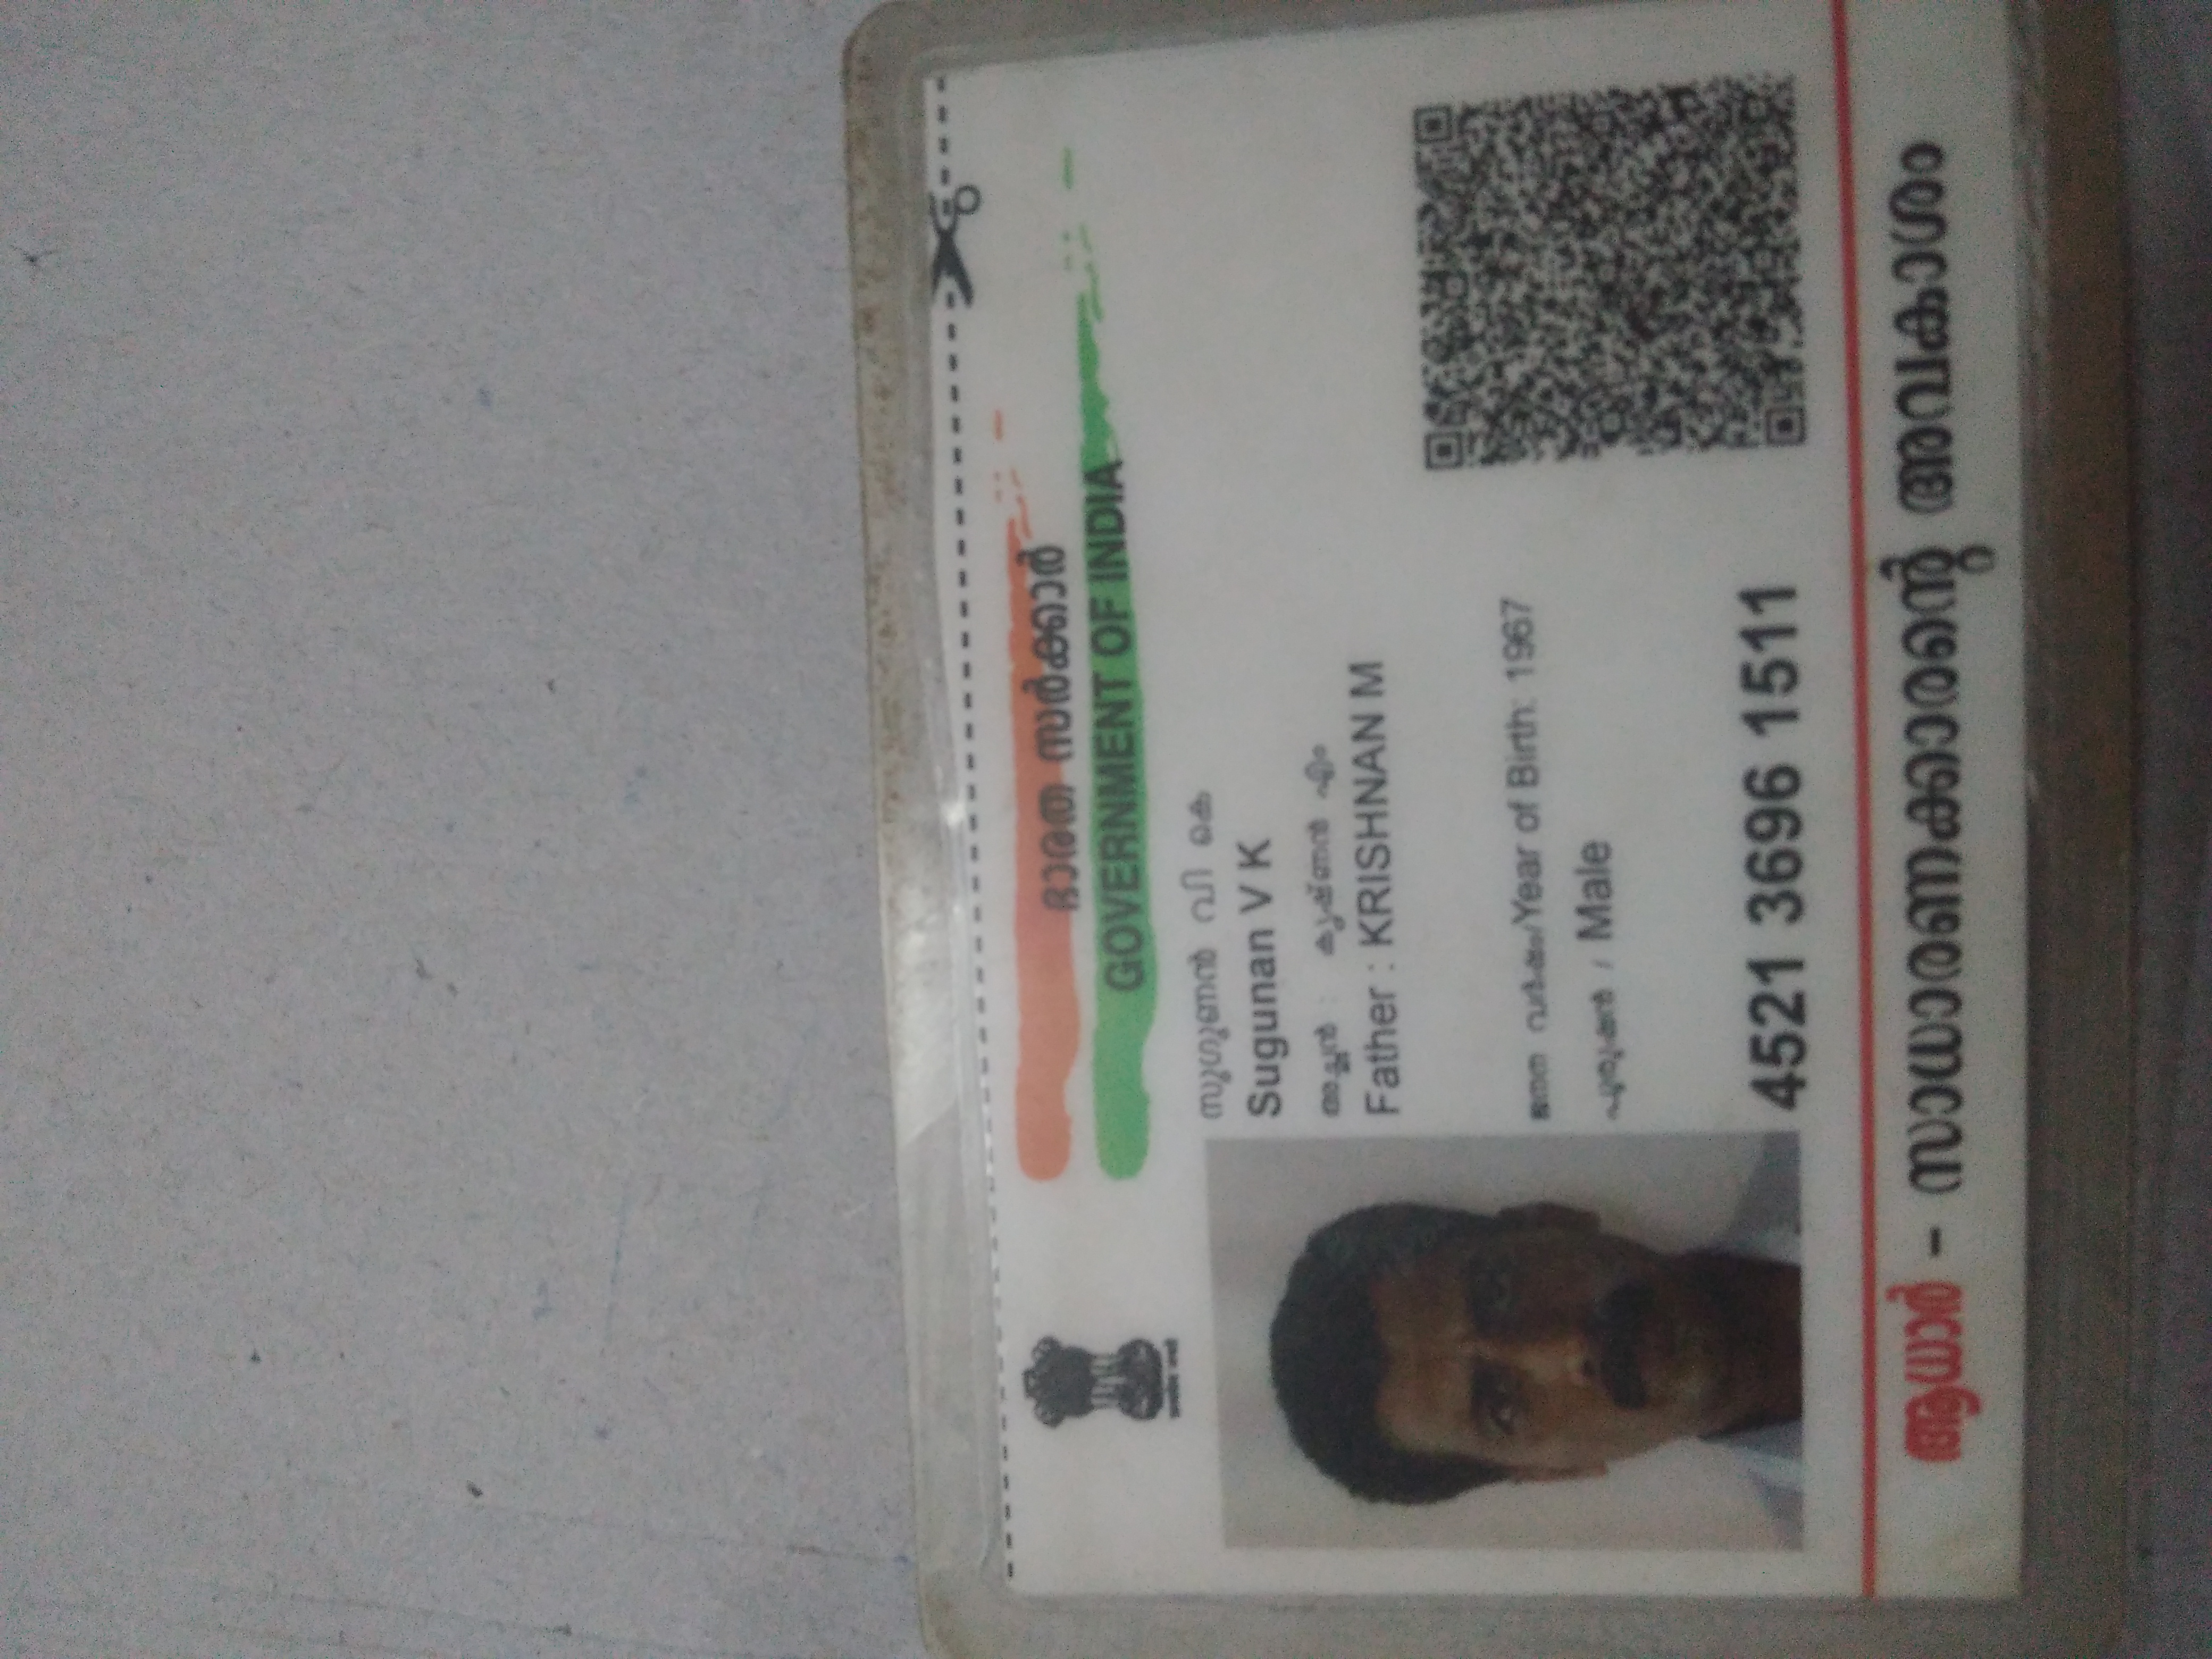 ഭാരത സർക്കാർ
GOVERNMENT OF INDIA
സുഗുണൻ വി കെ
Sugunan V K
അച്ഛൻ : കൃഷ്ണൻ എം
Father : KRISHNAN M
ജനന വർഷം/Year of Birth: 1967
പുരുഷൻ / Male
4521 3696 1511
ആധാർ - സാധാരണക്കാരന്റെ അവകാശം